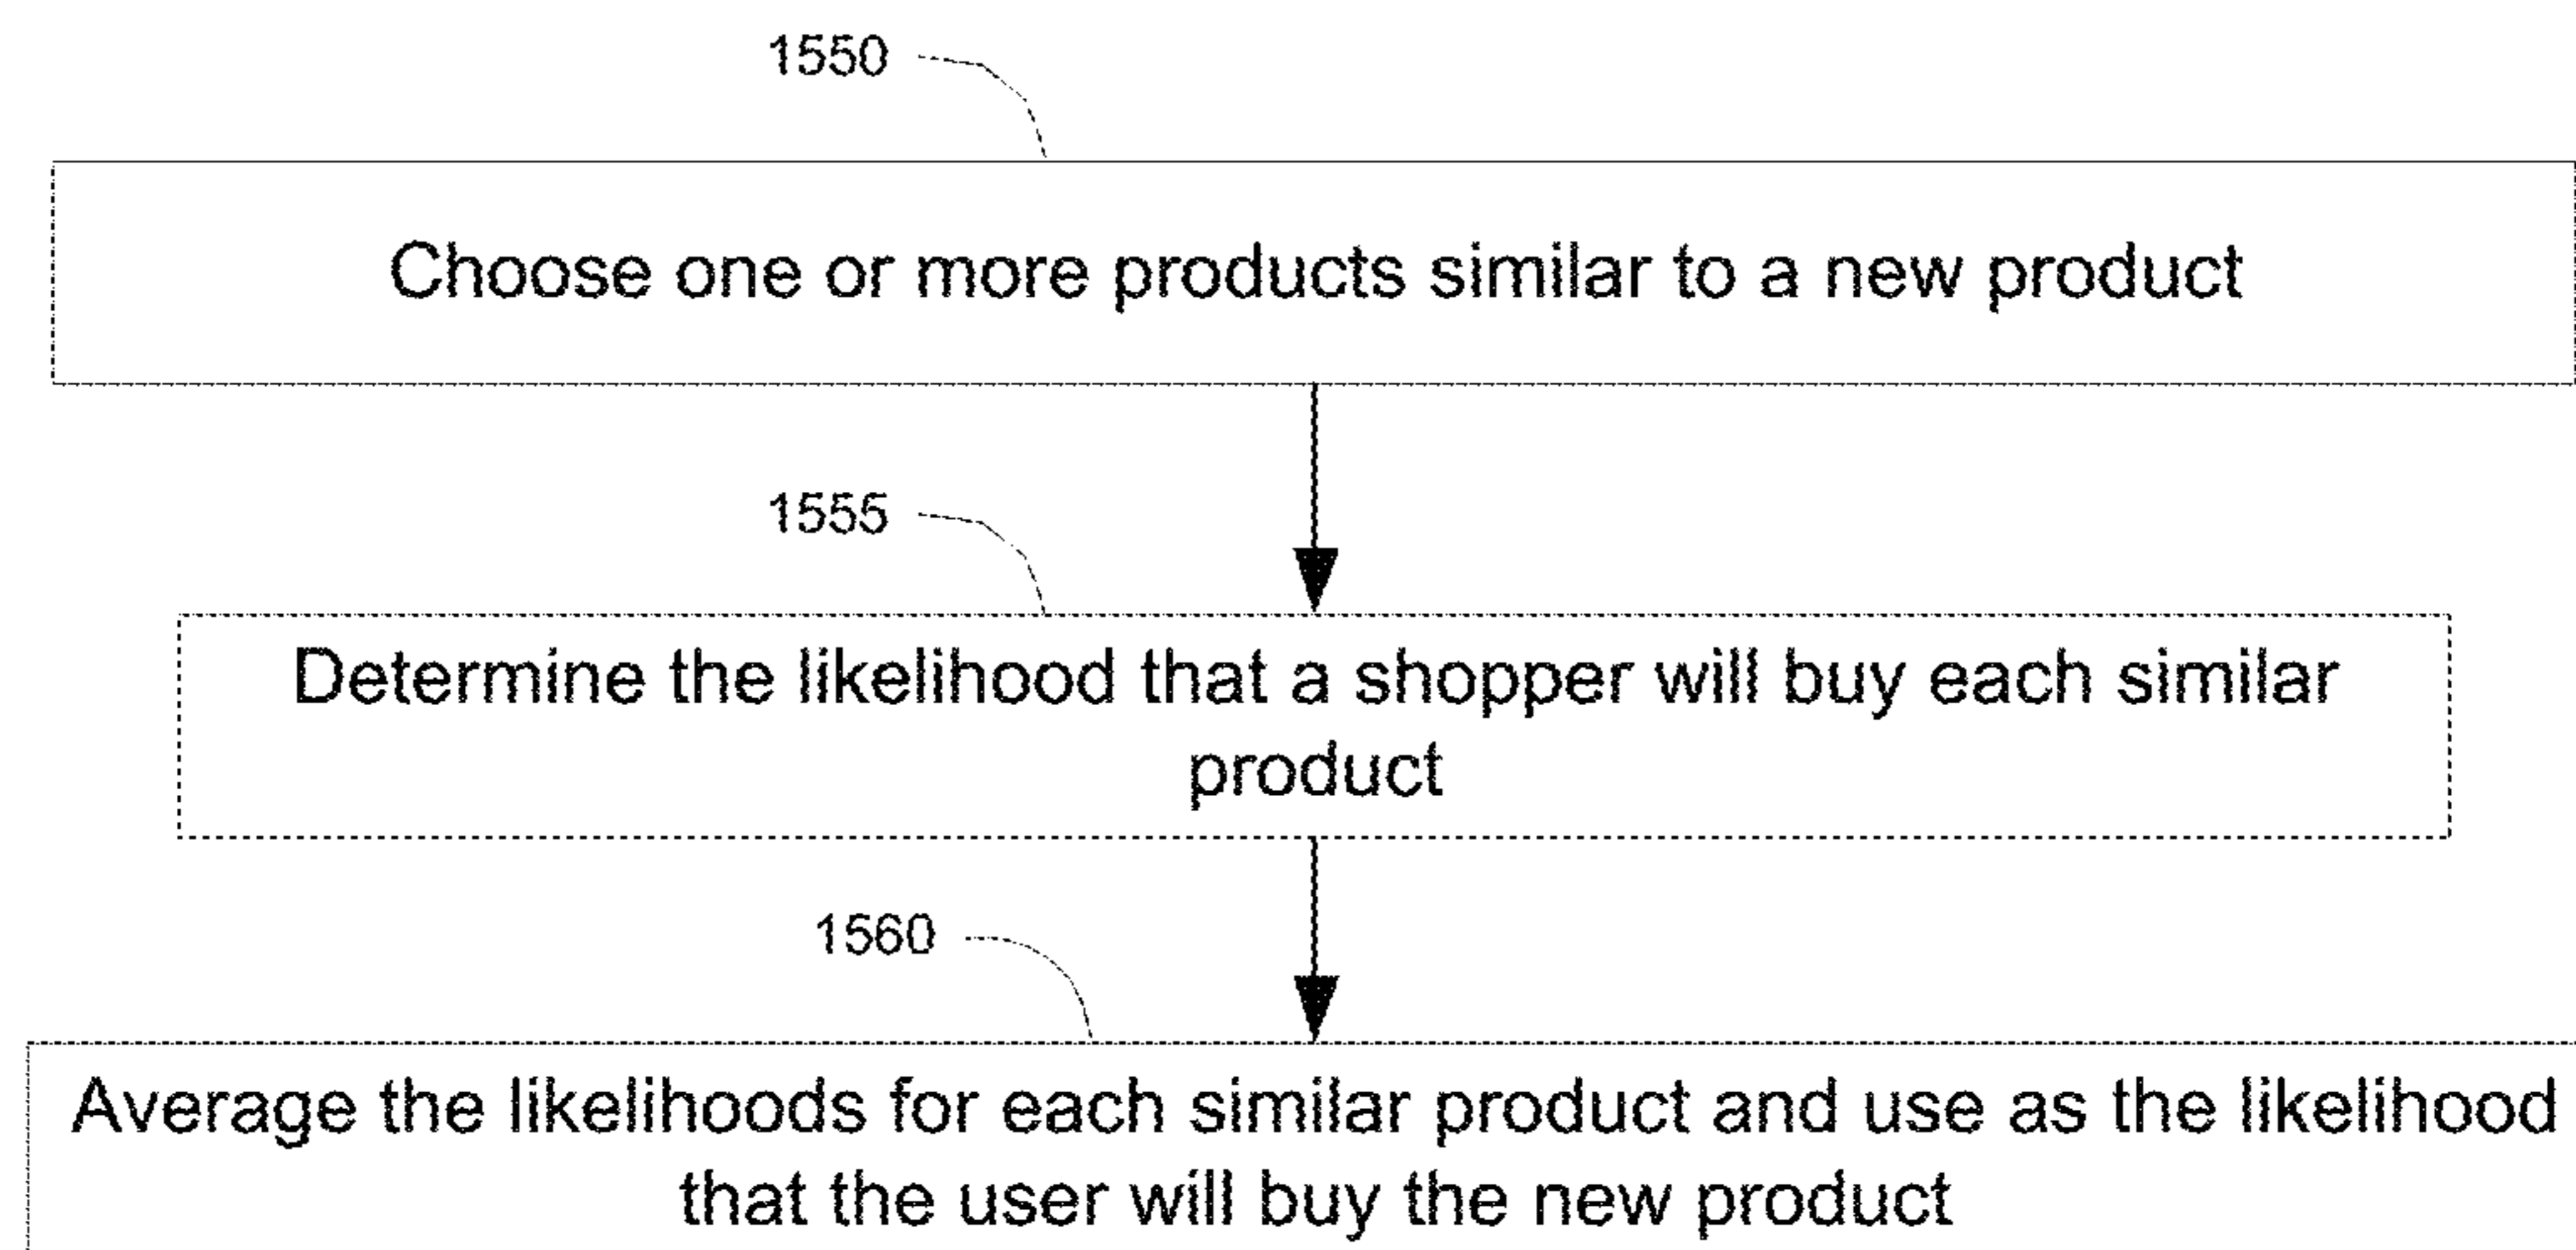 1550
Choose one or more products similar to a new product
1555
Determine the likelihood that a shopper will buy each similar
product
1560
Average the likelihoods for each similar product and use as the likelihood
that the user will buy the new product